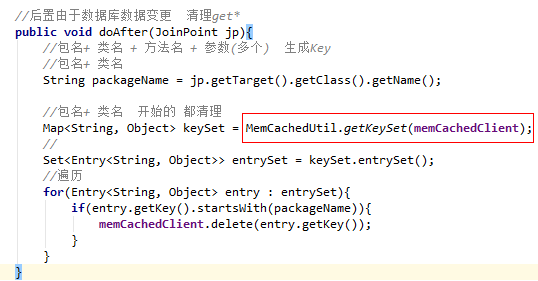 //后置由于数据库数据变更  清理get*
public void doAfter(JoinPoint jp){
//包名+ 类名 + 方法名 + 参数(多个)  生成Key
//包名+ 类名
String packageName = jp.getTarget().getClass().getName();
//包名+ 类名  开始的 都清理
Map<String, Object> keySet = MemCachedUtil.getKeySet(memCachedClient);
//
Set<Entry<String, Object>> entrySet = keySet.entrySet();
//遍历
for(Entry<String, Object> entry : entrySet){
if(entry.getKey().startsWith(packageName)){
memCachedClient.delete(entry.getKey());
}
}
}